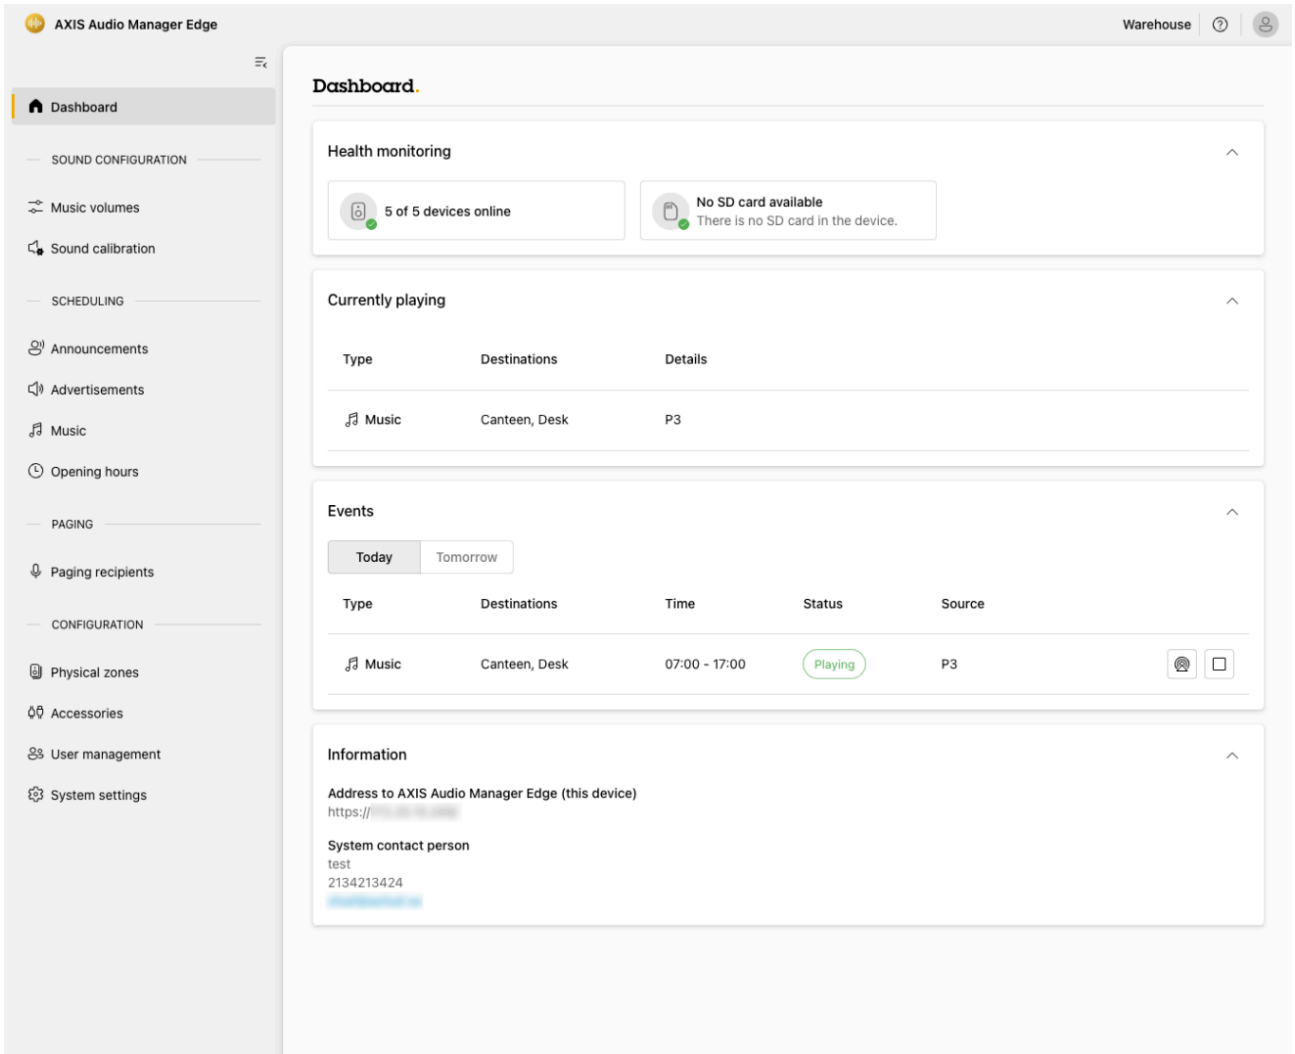 AXIS Audio Manager Edge
Warehouse
Dashboard
SOUND CONFIGURATION
Music volumes
Sound calibration
SCHEDULING
Announcements
Advertisements
Music
Opening hours
PAGING
Paging recipients
CONFIGURATION
Physical zones
Accessories
User management
System settings
Dashboard.
Health monitoring
5 of 5 devices online
No SD card available
There is no SD card in the device.
Currently playing
Type Destinations Details
Music Canteen, Desk P3
Events
Today Tomorrow
Type Destinations Time Status Source
Music Canteen, Desk 07:00 - 17:00 Playing P3
Information
Address to AXIS Audio Manager Edge (this device)
https://
System contact person
test
2134213424